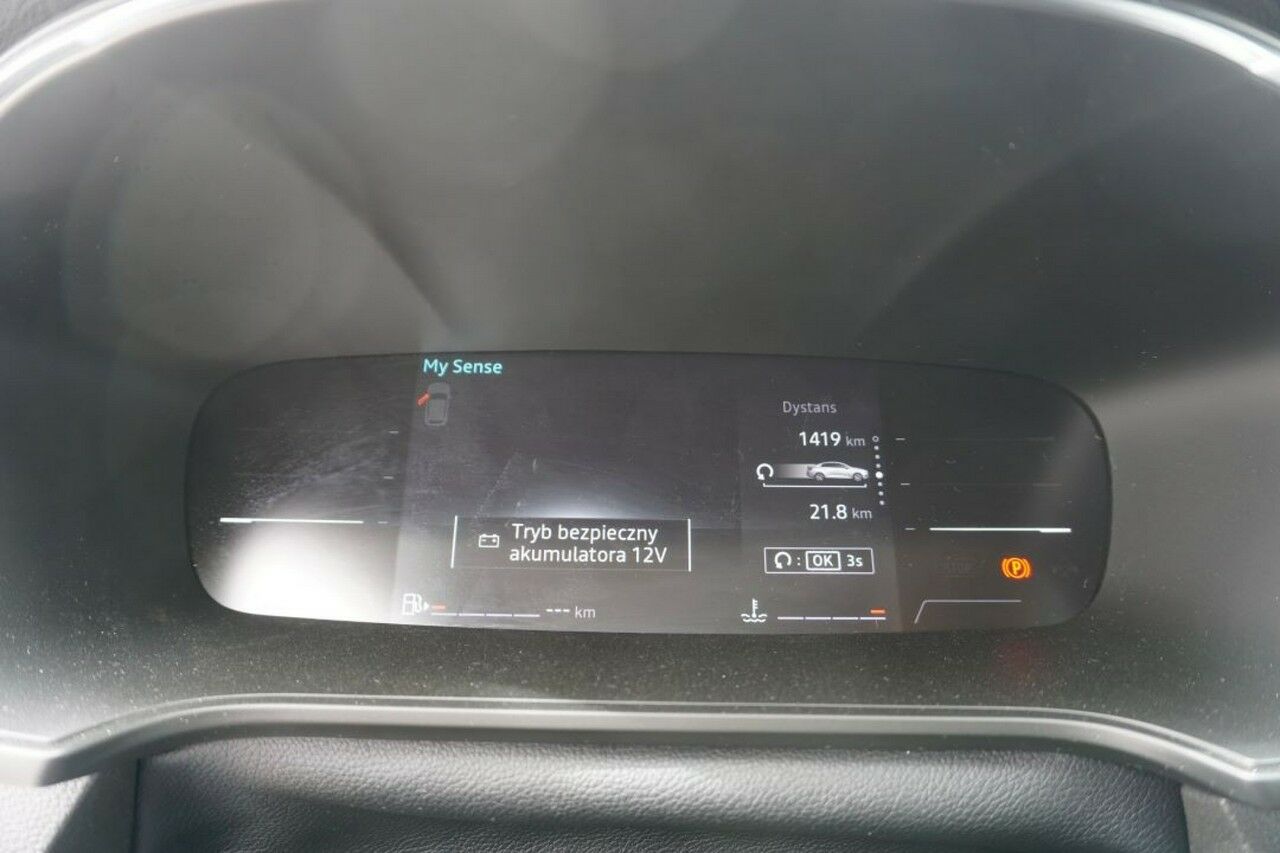 My Sense
Dystans
1419 km
21.8 km
Tryb bezpieczny
akumulatora 12V
: OK 3s
--- km
P